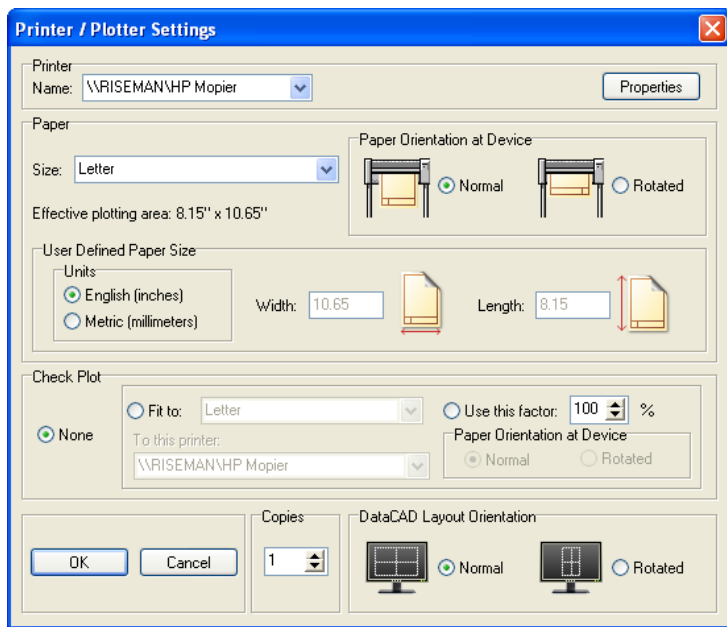 Printer / Plotter Settings
Printer
Name: \\RISEMAN\HP Mopier
Properties
Paper
Size: Letter
Effective plotting area: 8.15" x 10.65"
Paper Orientation at Device
Normal
Rotated
User Defined Paper Size
Units
English (inches)
Metric (millimeters)
Width: 10.65
Length: 8.15
Check Plot
None
Fit to: Letter
To this printer:
\\RISEMAN\HP Mopier
Use this factor: 100 %
Paper Orientation at Device
Normal
Rotated
OK
Cancel
Copies
1
DataCAD Layout Orientation
Normal
Rotated